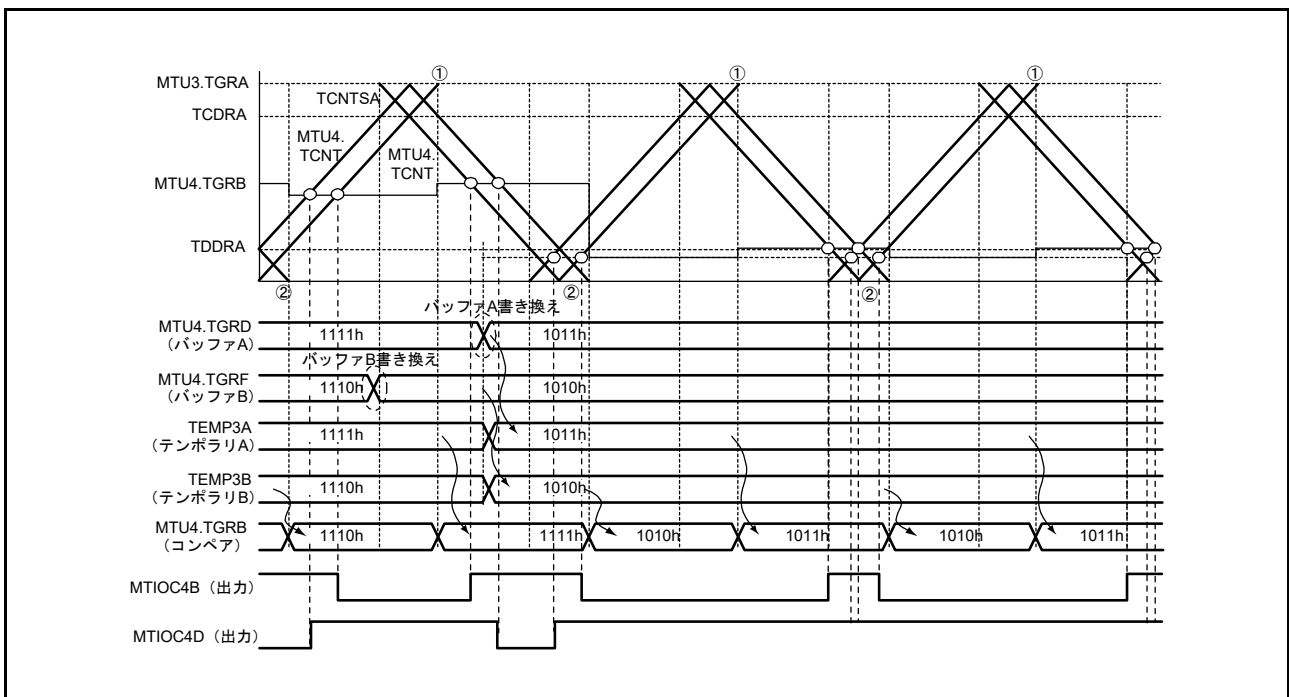 MTU3.TGRA
①
①
①
TCNTSA
TCDRA
MTU4.
TCNT
MTU4.
TCNT
MTU4.TGRB
TDDRA
②
②
②
バッファA書き換え
MTU4.TGRD
（バッファA）
1111h
1011h
バッファB書き換え
MTU4.TGRF
（バッファB）
1110h
1010h
TEMP3A
（テンポラリA）
1111h
1011h
TEMP3B
（テンポラリB）
1110h
1010h
MTU4.TGRB
（コンペア）
1110h
1111h
1010h
1011h
1010h
1011h
MTIOC4B（出力）
MTIOC4D（出力）